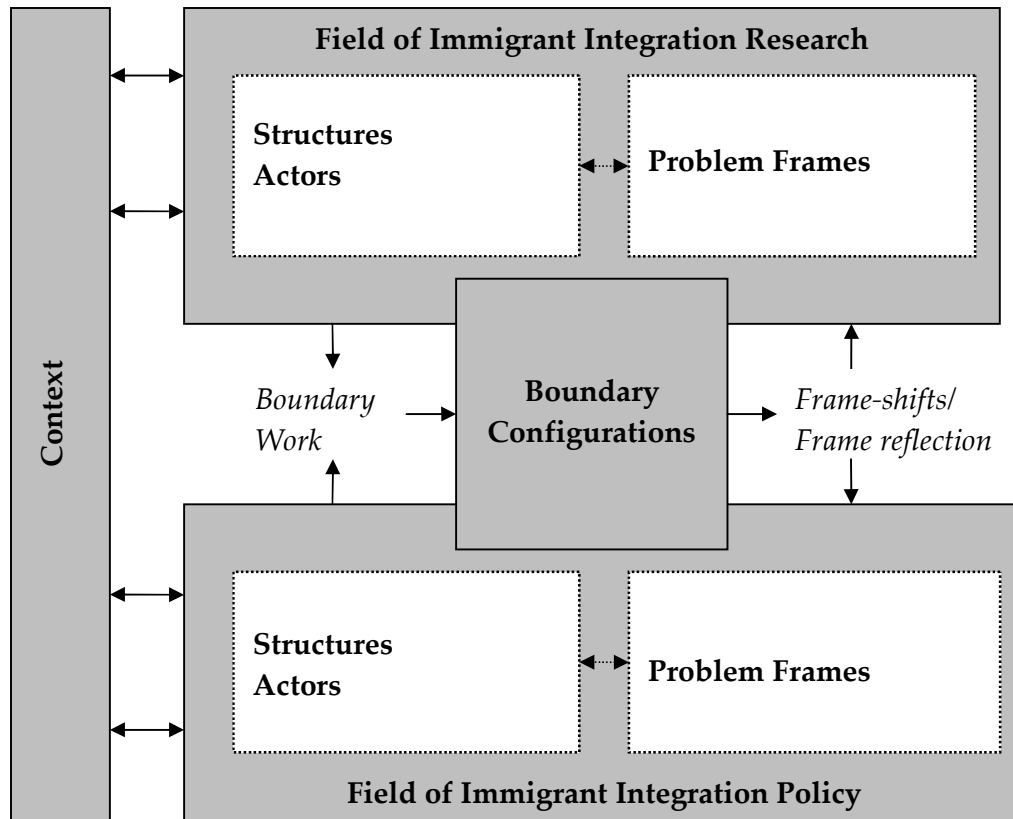 Field of Immigrant Integration Research
Structures
Actors
Problem Frames
Context
Boundary
Work
Boundary
Configurations
Frame-shifts/
Frame reflection
Structures
Actors
Problem Frames
Field of Immigrant Integration Policy